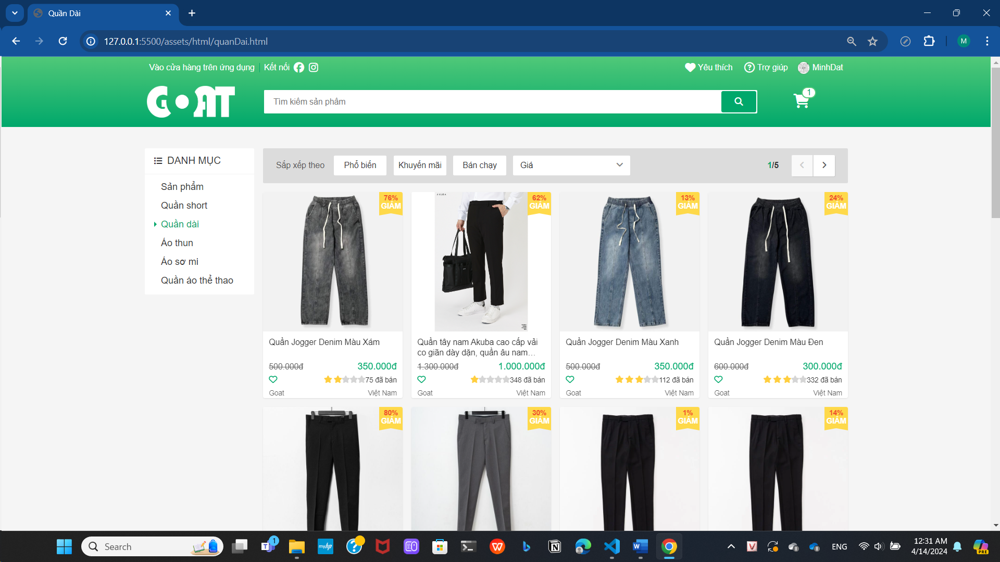 Quần Dài
127.0.0.1:5500/assets/html/quanDai.html
M
Vào cửa hàng trên ứng dụng
Kết nối
Yêu thích
Trợ giúp
MinhDat
GOAT
Tìm kiếm sản phẩm
1
DANH MỤC
Sản phẩm
Quần short
Quần dài
Áo thun
Áo sơ mi
Quần áo thể thao
Sắp xếp theo
Phổ biến
Khuyến mãi
Bán chạy
Giá
1/5
76%
GIẢM
AKUBA
62%
GIẢM
13%
GIẢM
24%
GIẢM
Quần Jogger Denim Màu Xám
500.000đ 350.000đ
75 đã bán
Goat Việt Nam
Quần tây nam Akuba cao cấp vải
co giãn dày dặn, quần âu nam...
1.300.000đ 1.000.000đ
348 đã bán
Goat Việt Nam
Quần Jogger Denim Màu Xanh
500.000đ 350.000đ
112 đã bán
Goat Việt Nam
Quần Jogger Denim Màu Đen
600.000đ 300.000đ
332 đã bán
Goat Việt Nam
80%
GIẢM
30%
GIẢM
1%
GIẢM
14%
GIẢM
Search
1
myhp
ENG
12:31 AM
4/14/2024
PRE